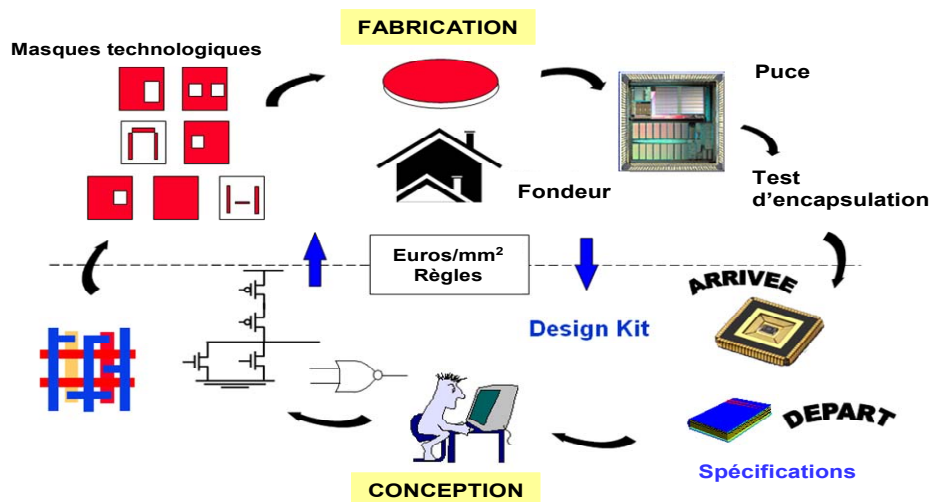 FABRICATION
Masques technologiques
Puce
Fondeur
Test
d'encapsulation
Euros/mm²
Règles
ARRIVEE
Design Kit
DEPART
Spécifications
CONCEPTION